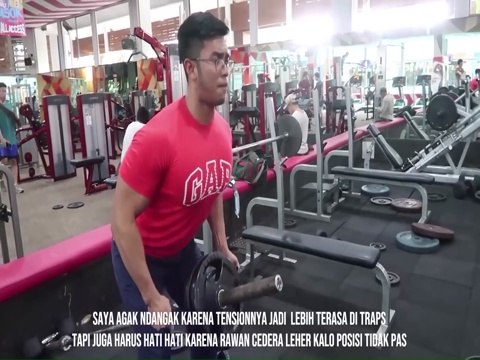 ACCESS
GAP
SAYA AGAK NDANGAK KARENA TENSIONNYA JADI LEBIH TERASA DI TRAPS
TAPI JUGA HARUS HATI HATI KARENA RAWAN CEDERA LEHER KALO POSISI TIDAK PAS